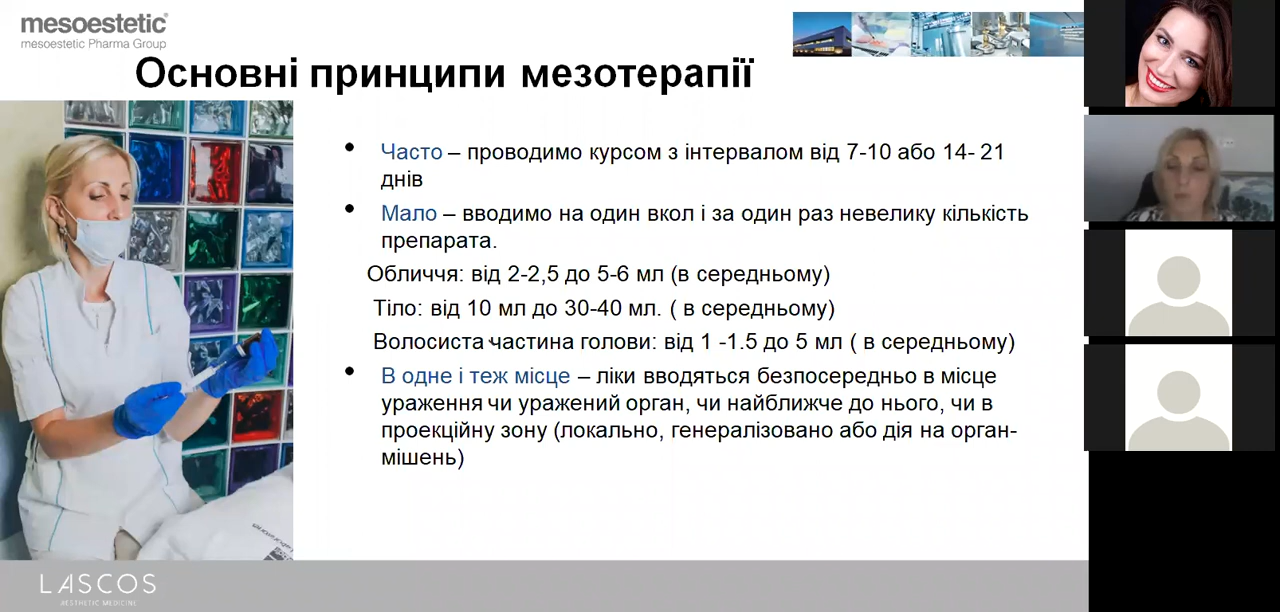 mesoestetic®
mesoestetic Pharma Group
Основні принципи мезотерапії
• Часто – проводимо курсом з інтервалом від 7-10 або 14- 21
днів
• Мало – вводимо на один вкол і за один раз невелику кількість
препарата.
Обличчя: від 2-2,5 до 5-6 мл (в середньому)
Тіло: від 10 мл до 30-40 мл. ( в середньому)
Волосиста частина голови: від 1 -1.5 до 5 мл ( в середньому)
• В одне і теж місце – ліки вводяться безпосередньо в місце
ураження чи уражений орган, чи найближче до нього, чи в
проекційну зону (локально, генералізовано або дія на орган-
мішень)
LASCOS
AESTHETIC MEDICINE